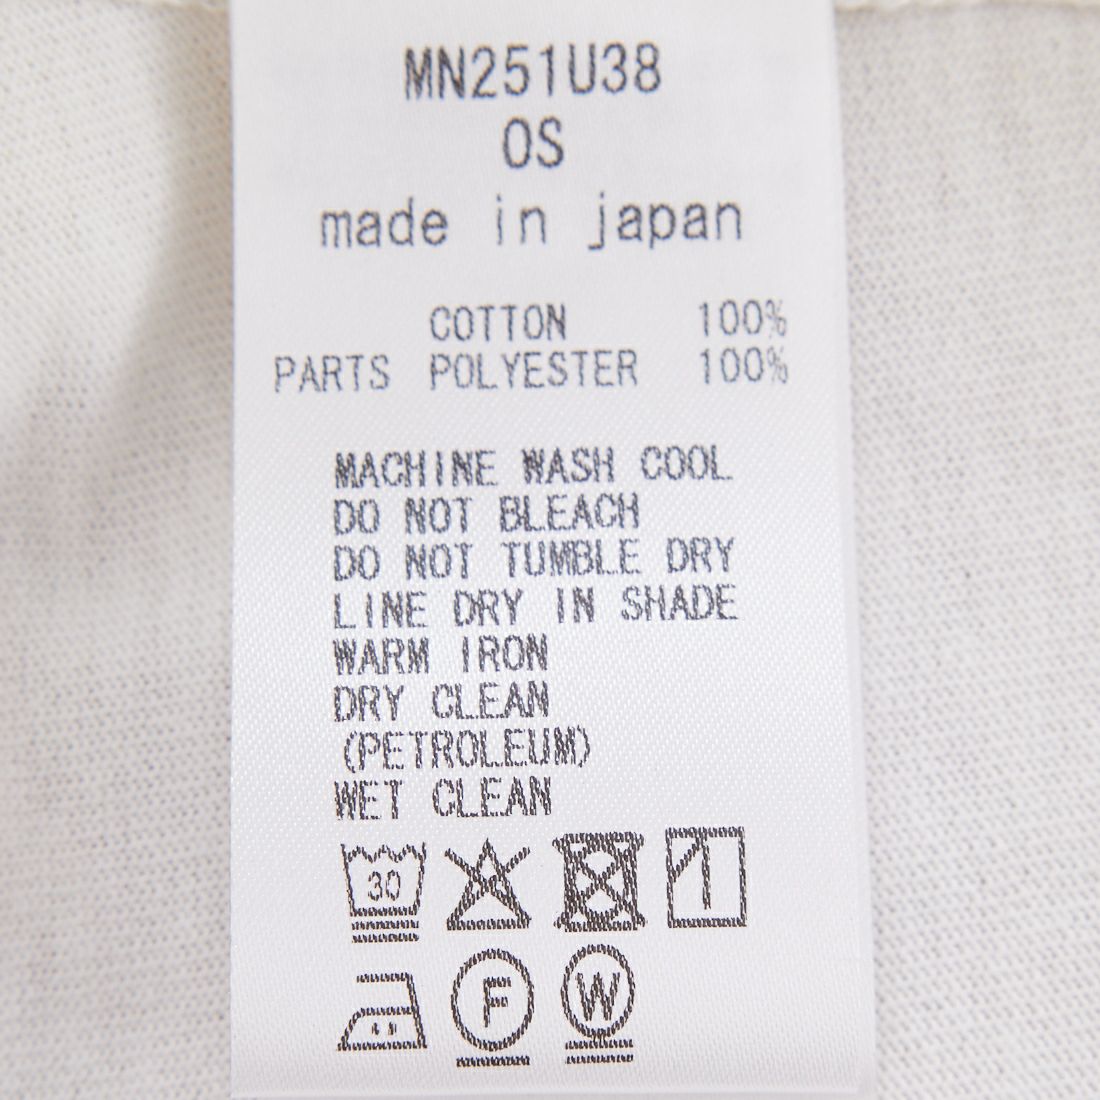 MN251U38
OS
made in japan
COTTON 100%
PARTS POLYESTER 100%
MACHINE WASH COOL
DO NOT BLEACH
DO NOT TUMBLE DRY
LINE DRY IN SHADE
WARM IRON
DRY CLEAN
(PETROLEUM)
WET CLEAN
30
F W